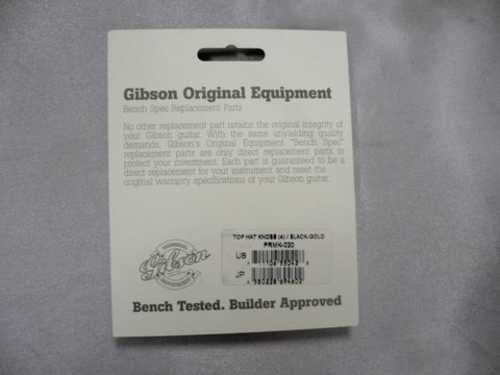 Gibson Original Equipment
Bench Spec Replacement Parts
No other replacement part retains the original integrity of
your Gibson guitar. With the same unyielding quality
demands, Gibson's Original Equipment "Bench Spec"
replacement parts are only direct replacement parts to
protect your investment. Each part is guaranteed to be a
direct replacement for your instrument and reset the
original warranty specifications of your Gibson guitar.
TOP HAT KNOBS (4) / BLACK-GOLD
PRMK-020
US
JP
Gibson
Bench Tested. Builder Approved